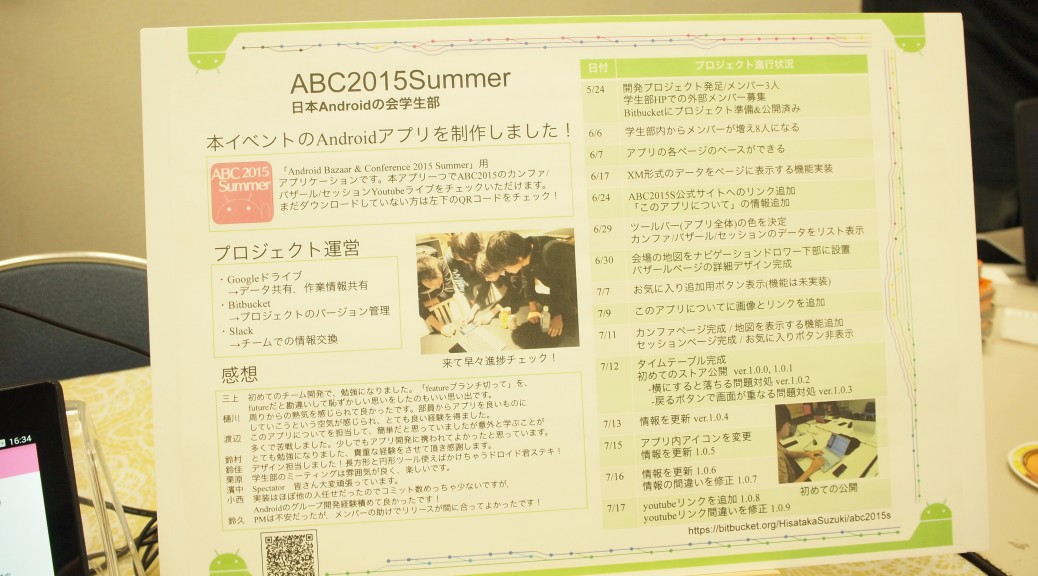 ABC2015Summer
日本Androidの会学生部
本イベントのAndroidアプリを制作しました！
ABC 2015
Summer
「Android Bazaar & Conference 2015 Summer」用
アプリケーションです。本アプリ一つでABC2015のカンファ/
バザール/セッションYoutubeライブをチェックいただけます。
まだダウンロードしていない方は左下のQRコードをチェック！
プロジェクト運営
・Googleドライブ
→データ共有、作業情報共有
・Bitbucket
→プロジェクトのバージョン管理
・Slack
→チームでの情報交換
来て早々進捗チェック！
感想
三上 初めてのチーム開発で、勉強になりました。「featureブランチ切って」を、
futureだと勘違いして恥ずかしい思いをしたのもいい思い出です。
樋川 周りからの熱気を感じられて良かったです。部員からアプリを良いものに
していこうという空気が感じられ、とても良い経験を得ました。
渡辺 このアプリについてを担当して、簡単だと思っていましたが意外と学ぶことが
多くて苦戦しました。少しでもアプリ開発に携われてよかったと思っています。
鈴村 とても勉強になりました、貴重な経験をさせて頂き感謝します。
鈴佳 デザイン担当しました！長方形と円形ツール使えばかけちゃうドロイド君ステキ！
栗原 学生部のミーティングは雰囲気が良く、楽しいです。
濱中 Spectator 皆さん大変頑張っています。
小西 実装はほぼ他の人任せだったのでコミット数めっちゃ少ないですが、
Androidのグループ開発経験積めて良かったです！
鈴久 PMは不安だったが、メンバーの助けでリリースが間に合ってよかったです！
日付 プロジェクト進行状況
5/24 開発プロジェクト発足/メンバー3人
学生部HPでの外部メンバー募集
Bitbucketにプロジェクト準備&公開済み
6/6 学生部内からメンバーが増え8人になる
6/7 アプリの各ページのベースができる
6/17 XM形式のデータをページに表示する機能実装
6/24 ABC2015S公式サイトへのリンク追加
「このアプリについて」の情報追加
6/29 ツールバー(アプリ全体)の色を決定
カンファ/バザール/セッションのデータをリスト表示
6/30 会場の地図をナビゲーションドロワー下部に設置
バザールページの詳細デザイン完成
7/7 お気に入り追加用ボタン表示(機能は未実装)
7/9 このアプリについてに画像とリンクを追加
7/11 カンファページ完成 / 地図を表示する機能追加
セッションページ完成 / お気に入りボタン非表示
7/12 タイムテーブル完成
初めてのストア公開 ver.1.0.0, 1.0.1
-横にすると落ちる問題対処 ver.1.0.2
-戻るボタンで画面が重なる問題対処 ver.1.0.3
7/13 情報を更新 ver.1.0.4
7/15 アプリ内アイコンを変更
情報を更新 1.0.5
7/16 情報を更新 1.0.6
情報の間違いを修正 1.0.7
7/17 youtubeリンクを追加 1.0.8
youtubeリンク間違いを修正 1.0.9
初めての公開
https://bitbucket.org/HisatakaSuzuki/abc2015s
16:34